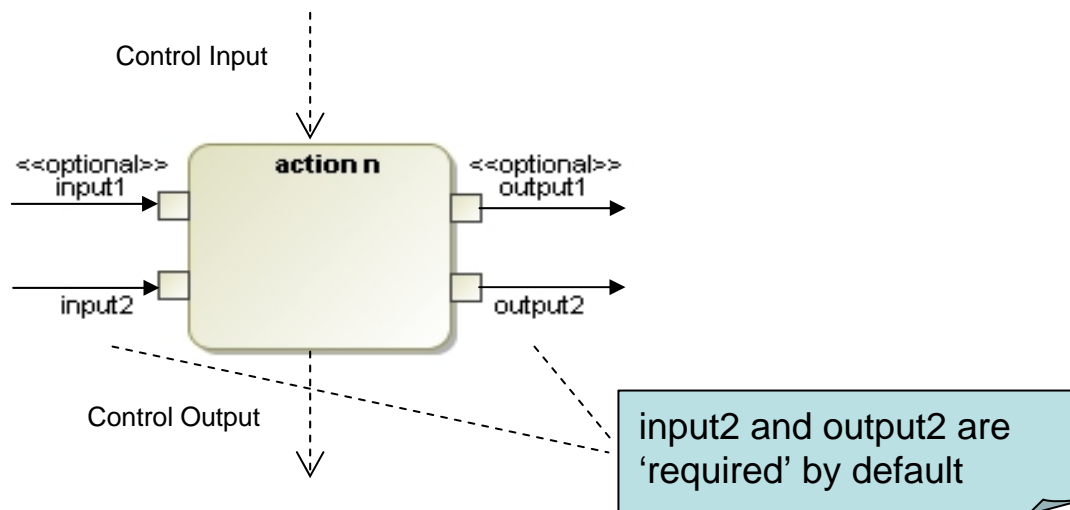 Control Input
<<optional>>
input1
action n
<<optional>>
output1
input2
output2
Control Output
input2 and output2 are
‘required’ by default